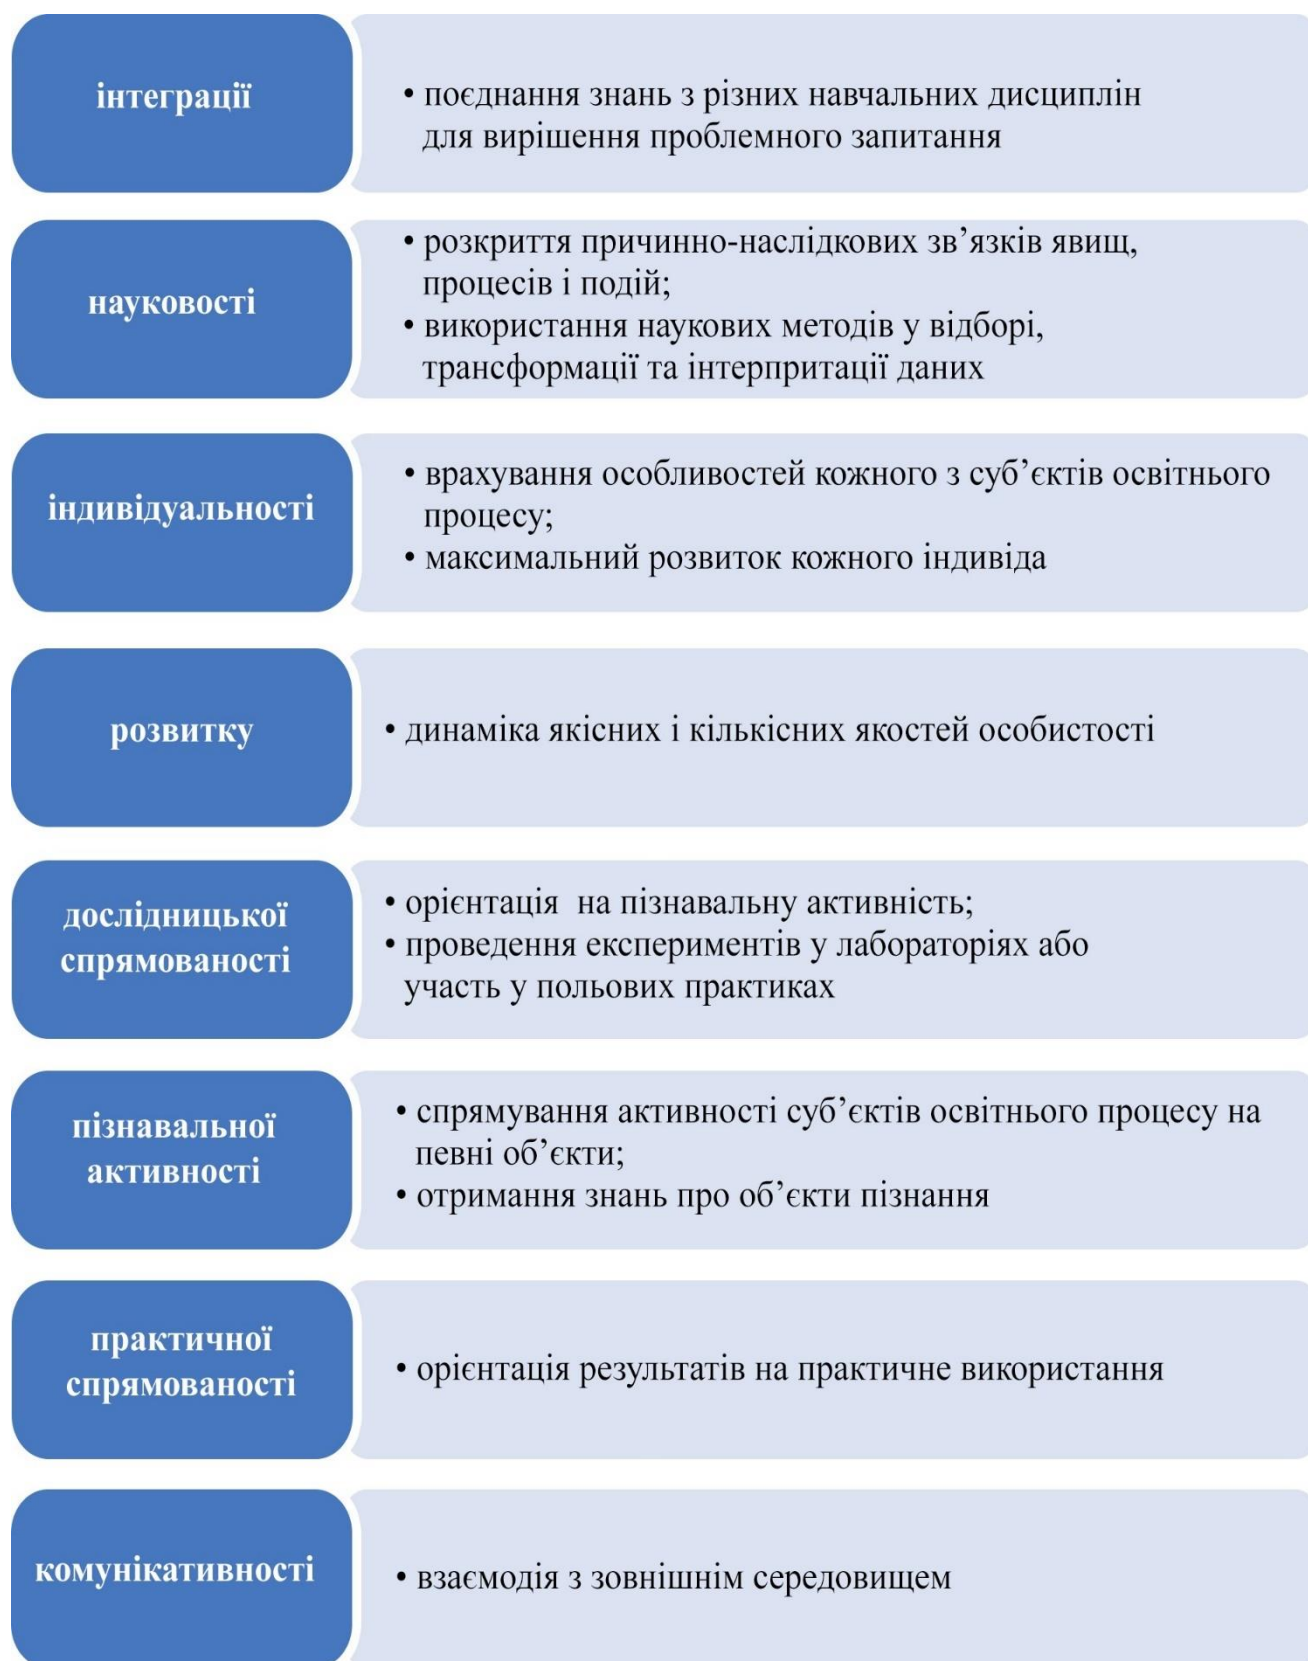 інтеграції
• поєднання знань з різних навчальних дисциплін
для вирішення проблемного запитання
науковості
• розкриття причинно-наслідкових зв’язків явищ,
процесів і подій;
• використання наукових методів у відборі,
трансформації та інтерпритації даних
індивідуальності
• врахування особливостей кожного з суб’єктів освітнього
процесу;
• максимальний розвиток кожного індивіда
розвитку
• динаміка якісних і кількісних якостей особистості
дослідницької
спрямованості
• орієнтація на пізнавальну активність;
• проведення експериментів у лабораторіях або
участь у польових практиках
пізнавальної
активності
• спрямування активності суб’єктів освітнього процесу на
певні об’єкти;
• отримання знань про об’єкти пізнання
практичної
спрямованості
• орієнтація результатів на практичне використання
комунікативності
• взаємодія з зовнішнім середовищем